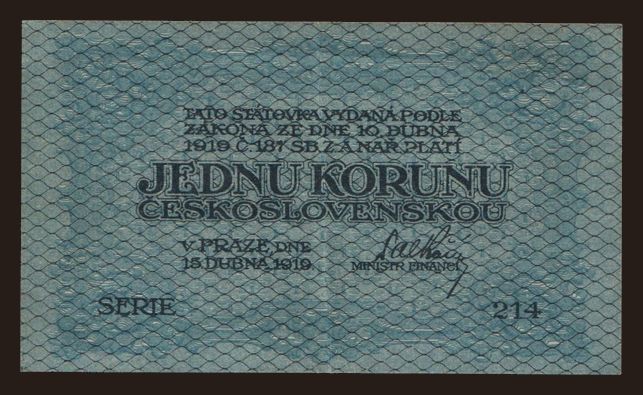 TATO STÁTOVKA VYDANÁ PODLE
ZÁKONA ZE DNE 10. DUBNA
1919 Č. 187 SB. Z. A NAŘ. PLATÍ
JEDNU KORUNU
ČESKOSLOVENSKOU
V PRAZE, DNE
15. DUBNA 1919.
MINISTR FINANCÍ.
SERIE 214